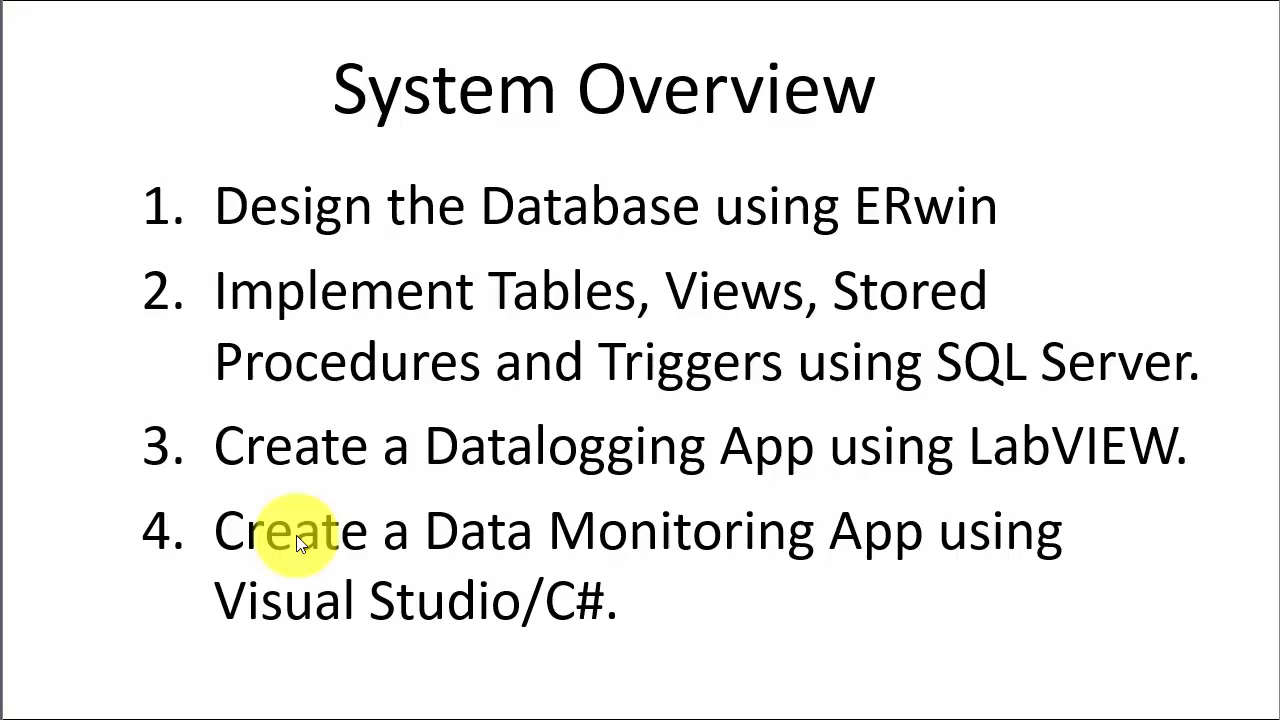 System Overview
1. Design the Database using ERwin
2. Implement Tables, Views, Stored
Procedures and Triggers using SQL Server.
3. Create a Datalogging App using LabVIEW.
4. Create a Data Monitoring App using
Visual Studio/C#.